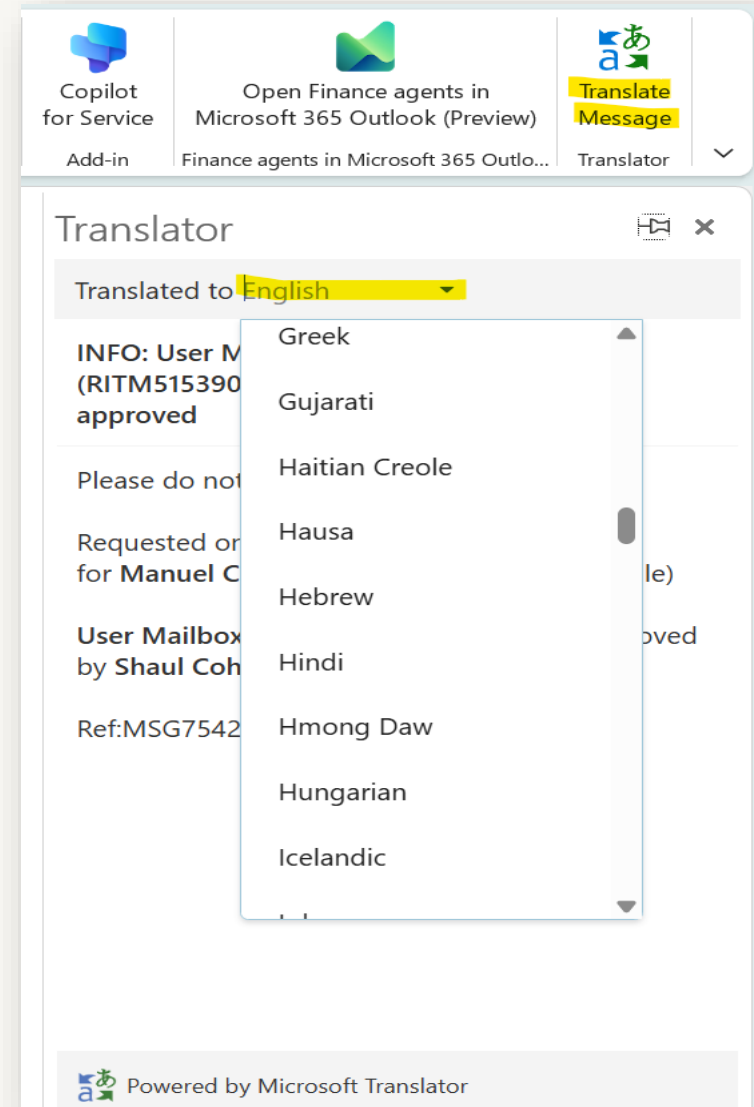 Copilot
for Service
Add-in
Open Finance agents in
Microsoft 365 Outlook (Preview)
Finance agents in Microsoft 365 Outlo...
Translate
Message
Translator
Translator
Translated to English
INFO: User M
(RITM515390
approved
Please do not
Requested on
for Manuel C le)
User Mailbox oved
by Shaul Coh
Ref:MSG7542
Greek
Gujarati
Haitian Creole
Hausa
Hebrew
Hindi
Hmong Daw
Hungarian
Icelandic
Powered by Microsoft Translator